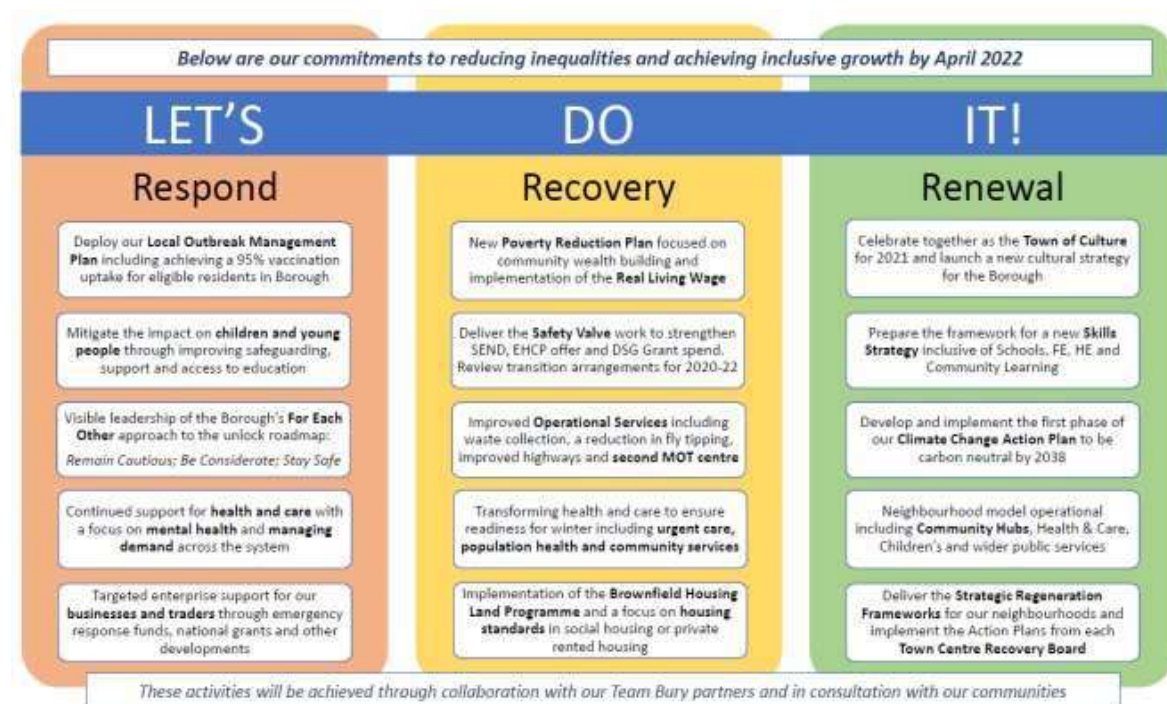 Below are our commitments to reducing inequalities and achieving inclusive growth by April 2022
LET'S
DO
IT!
Respond
Deploy our Local Outbreak Management
Plan including achieving a 95% vaccination
uptake for eligible residents in Borough
Mitigate the impact on children and young
people through improving safeguarding,
support and access to education
Visible leadership of the Borough's For Each
Other approach to the unlock roadmap:
Remain Cautious; Be Considerate; Stay Safe
Continued support for health and care with
a focus on mental health and managing
demand across the system
Targeted enterprise support for our
businesses and traders through emergency
response funds, national grants and other
developments
Recovery
New Poverty Reduction Plan focused on
community wealth building and
implementation of the Real Living Wage
Deliver the Safety Valve work to strengthen
SEND, EHCP offer and DSG Grant spend.
Review transition arrangements for 2020-22
Improved Operational Services including
waste collection, a reduction in fly tipping,
improved highways and second MOT centre
Transforming health and care to ensure
readiness for winter including urgent care,
population health and community services
Implementation of the Brownfield Housing
Land Programme and a focus on housing
standards in social housing or private
rented housing
Renewal
Celebrate together as the Town of Culture
for 2021 and launch a new cultural strategy
for the Borough
Prepare the framework for a new Skills
Strategy inclusive of Schools, FE, HE and
Community Learning
Develop and implement the first phase of
our Climate Change Action Plan to be
carbon neutral by 2038
Neighbourhood model operational
including Community Hubs, Health & Care,
Children's and wider public services
Deliver the Strategic Regeneration
Frameworks for our neighbourhoods and
implement the Action Plans from each
Town Centre Recovery Board
These activities will be achieved through collaboration with our Team Bury partners and in consultation with our communities